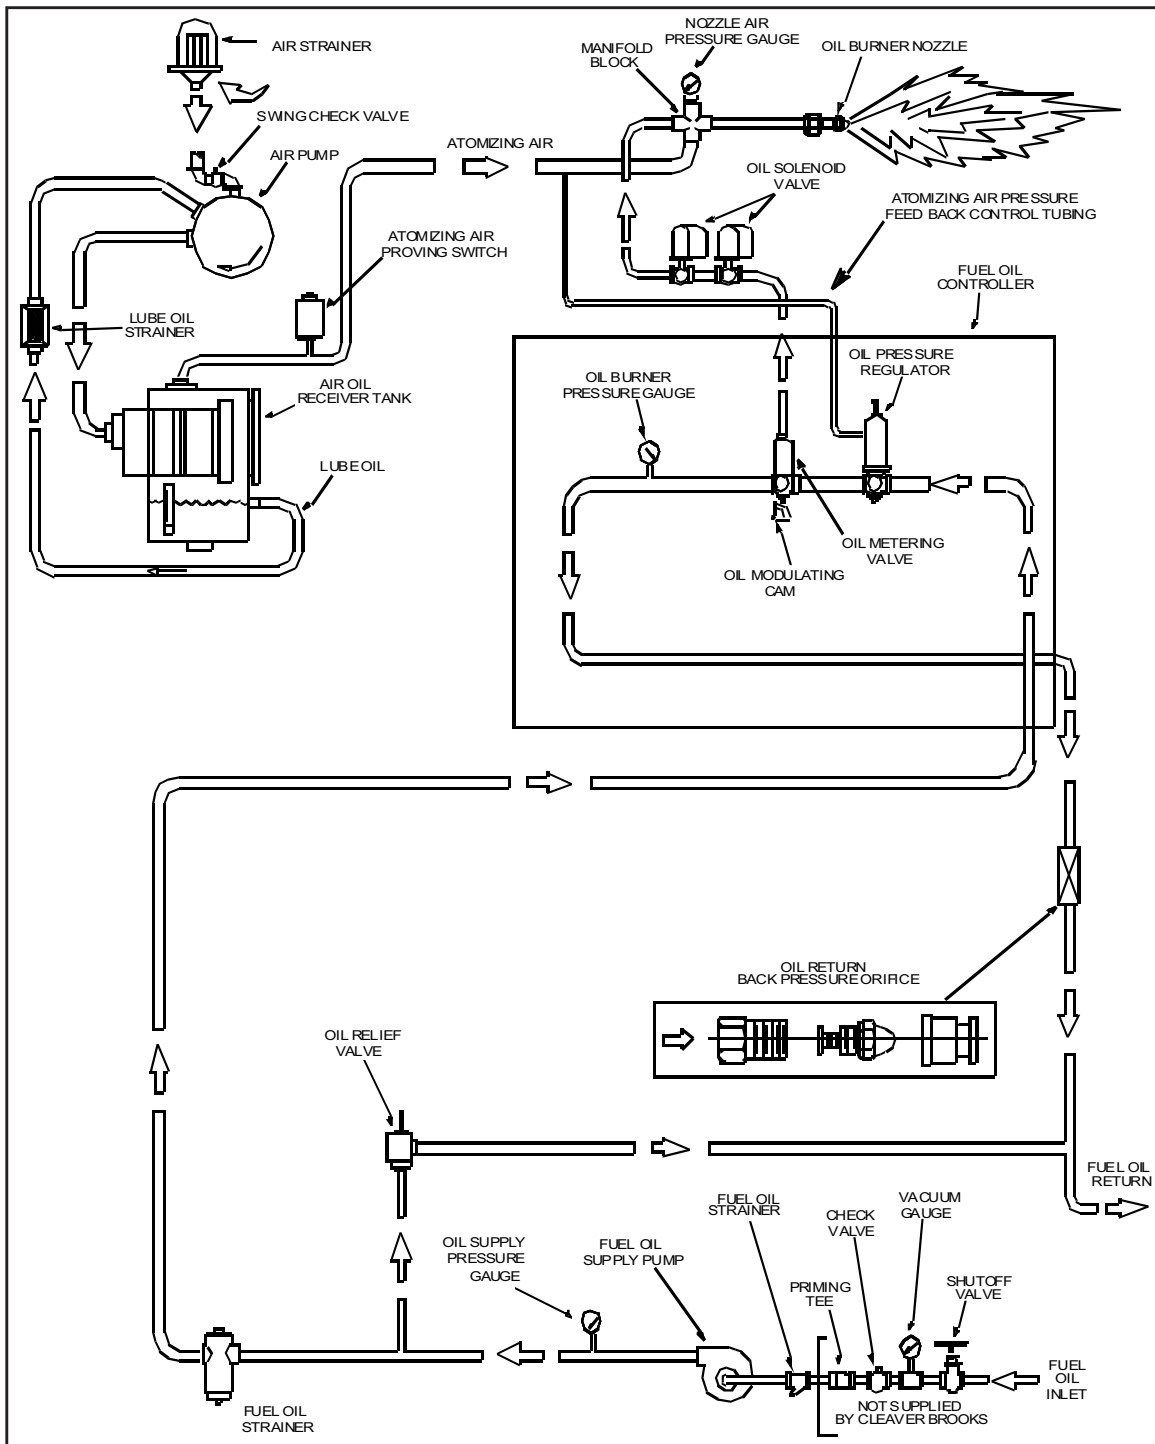 NOZZLE AIR
PRESSURE GAUGE
AIR STRAINER
MANIFOLD
BLOCK
OIL BURNER NOZZLE
SWING CHECK VALVE
AIR PUMP
ATOMIZING AIR
OIL SOLENOID
VALVE
ATOMIZING AIR PRESSURE
FEED BACK CONTROL TUBING
ATOMIZING AIR
PROVING SWITCH
FUEL OIL
CONTROLLER
LUBE OIL
STRAINER
OIL PRESSURE
REGULATOR
OIL BURNER
PRESSURE GAUGE
AIR OIL
RECEIVER TANK
LUBE OIL
OIL METERING
VALVE
OIL MODULATING
CAM
OIL RETURN
BACK PRESSURE ORIFICE
OIL RELIEF
VALVE
FUEL OIL
RETURN
FUEL OIL
STRAINER
VACUUM
GAUGE
CHECK
VALVE
OIL SUPPLY
PRESSURE
GAUGE
FUEL OIL
SUPPLY PUMP
PRIMING
TEE
SHUTOFF
VALVE
FUEL
OIL
INLET
NOT SUPPLIED
BY CLEAVER BROOKS
FUEL OIL
STRAINER